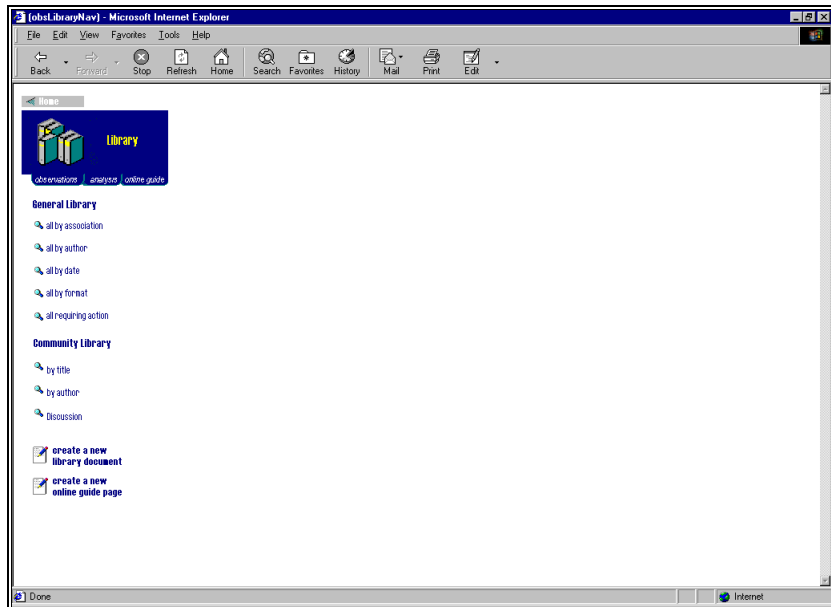 (obsLibraryNav) - Microsoft Internet Explorer
File Edit View Favorites Tools Help
Back Forward Stop Refresh Home Search Favorites History Mail Print Edit
Home
Library
observations analysis online guide
General Library
all by association
all by author
all by date
all by format
all requiring action
Community Library
by title
by author
Discussion
create a new
library document
create a new
online guide page
Done Internet